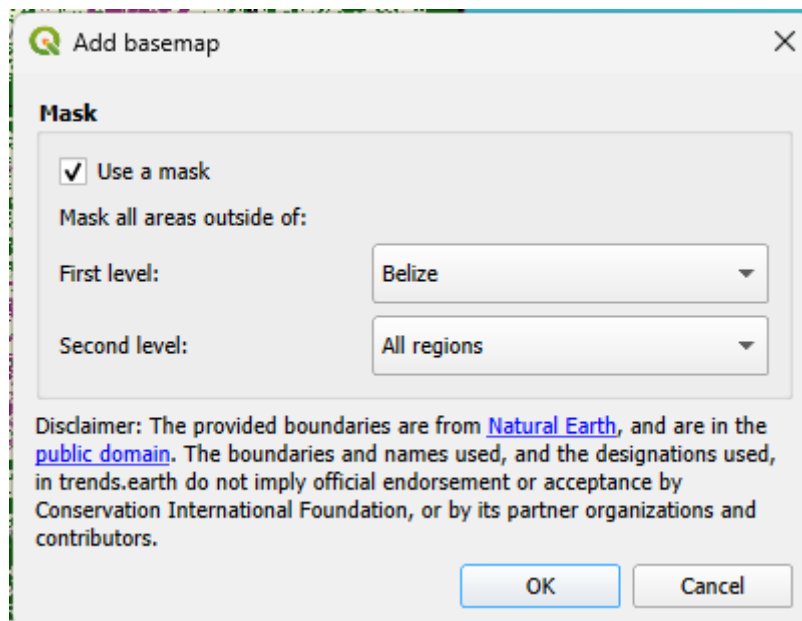 Add basemap
Mask
Use a mask
Mask all areas outside of:
First level: Belize
Second level: All regions
Disclaimer: The provided boundaries are from Natural Earth, and are in the
public domain. The boundaries and names used, and the designations used,
in trends.earth do not imply official endorsement or acceptance by
Conservation International Foundation, or by its partner organizations and
contributors.
OK Cancel